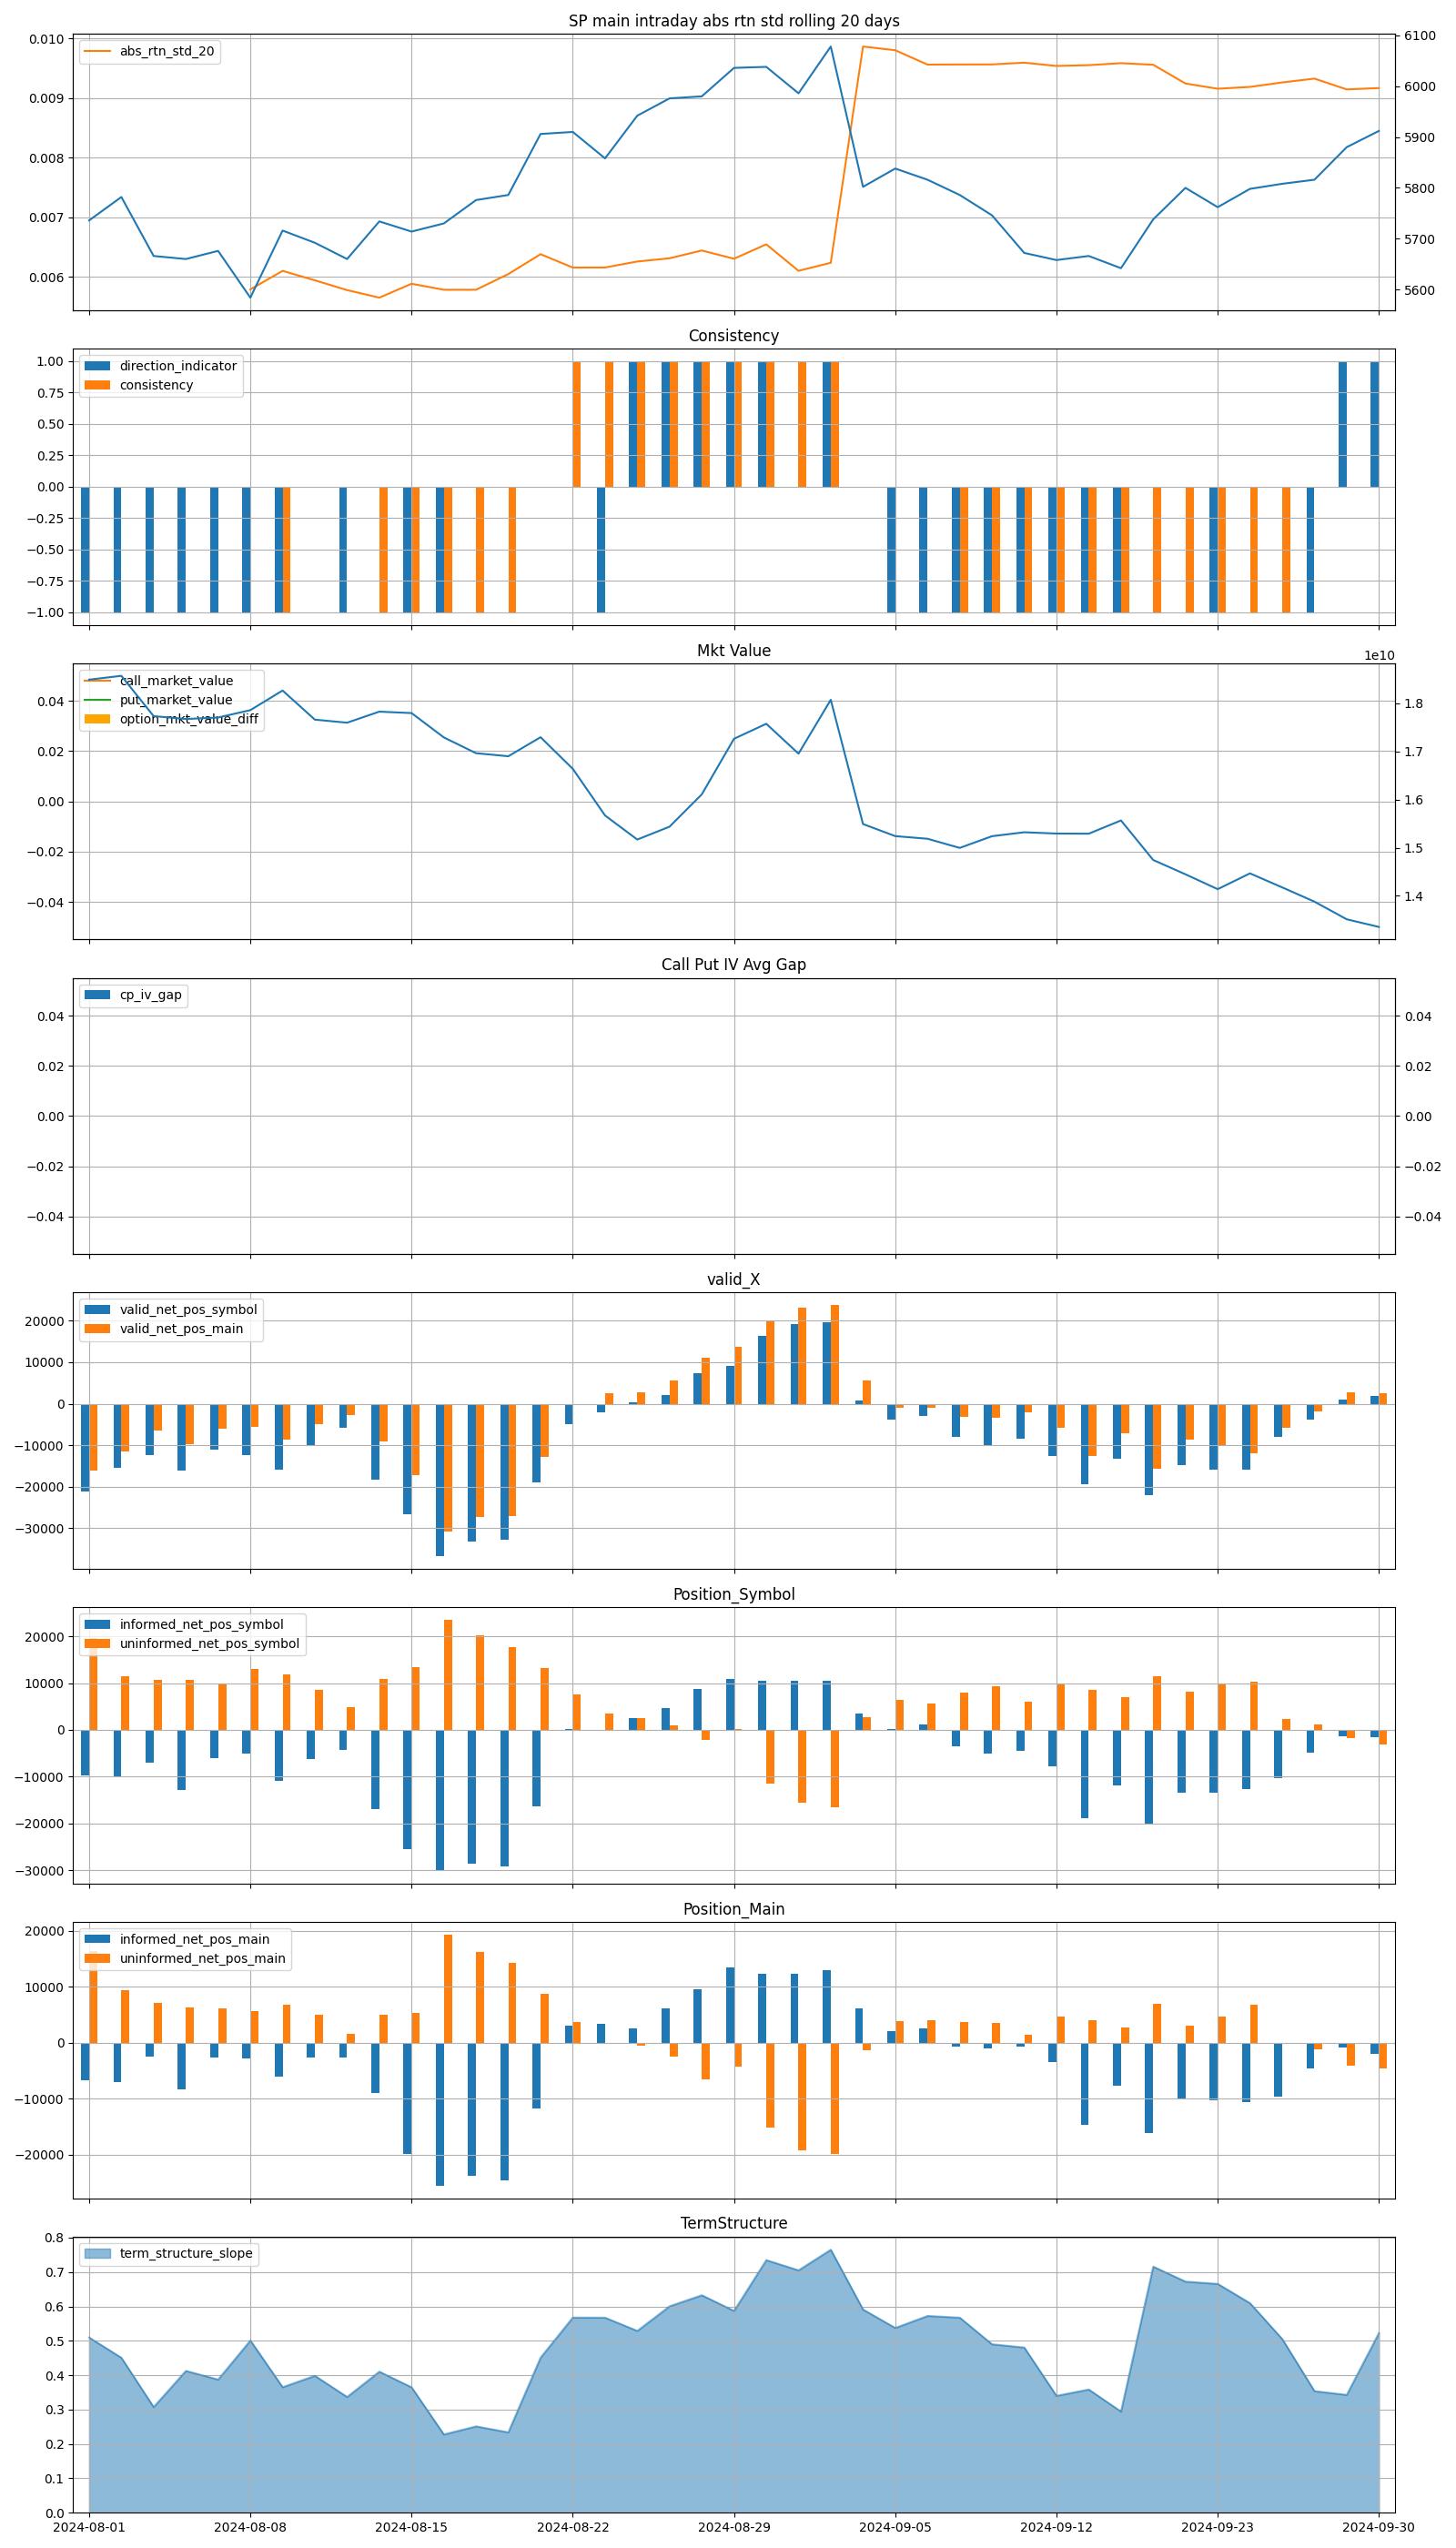 SP main intraday abs rtn std rolling 20 days
abs_rtn_std_20
0.010
0.009
0.008
0.007
0.006
6100
6000
5900
5800
5700
5600
Consistency
direction_indicator
consistency
1.00
0.75
0.50
0.25
0.00
−0.25
−0.50
−0.75
−1.00
Mkt Value
1e10
call_market_value
put_market_value
option_mkt_value_diff
0.04
0.02
0.00
−0.02
−0.04
1.8
1.7
1.6
1.5
1.4
Call Put IV Avg Gap
cp_iv_gap
0.04
0.02
0.00
−0.02
−0.04
0.04
0.02
0.00
−0.02
−0.04
valid_X
valid_net_pos_symbol
valid_net_pos_main
20000
10000
0
−10000
−20000
−30000
Position_Symbol
informed_net_pos_symbol
uninformed_net_pos_symbol
20000
10000
0
−10000
−20000
−30000
Position_Main
informed_net_pos_main
uninformed_net_pos_main
20000
10000
0
−10000
−20000
TermStructure
term_structure_slope
0.8
0.7
0.6
0.5
0.4
0.3
0.2
0.1
0.0
2024-08-01 2024-08-08 2024-08-15 2024-08-22 2024-08-29 2024-09-05 2024-09-12 2024-09-23 2024-09-30